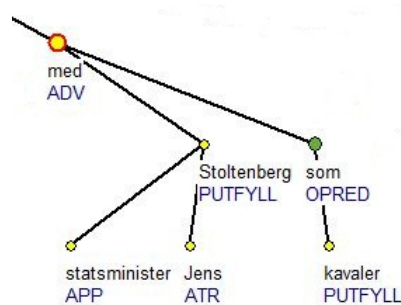 med
ADV
Stoltenberg som
PUTFYLL OPRED
statsminister Jens kavaler
APP ATR PUTFYLL